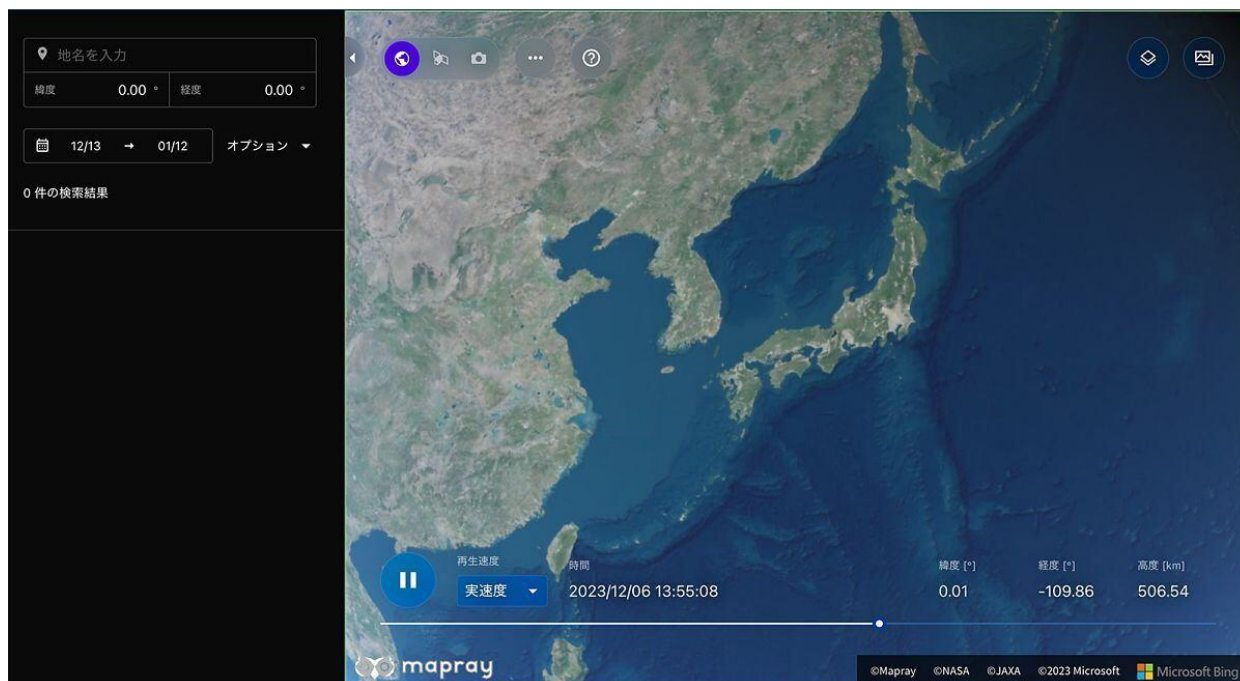 地名を入力
緯度 0.00 ° 経度 0.00 °
12/13 → 01/12 オプション
0 件の検索結果
再生速度
実速度
時間
2023/12/06 13:55:08
緯度 [°] 経度 [°] 高度 [km]
0.01 -109.86 506.54
mapray
©Mapray ©NASA ©JAXA ©2023 Microsoft Microsoft Bing